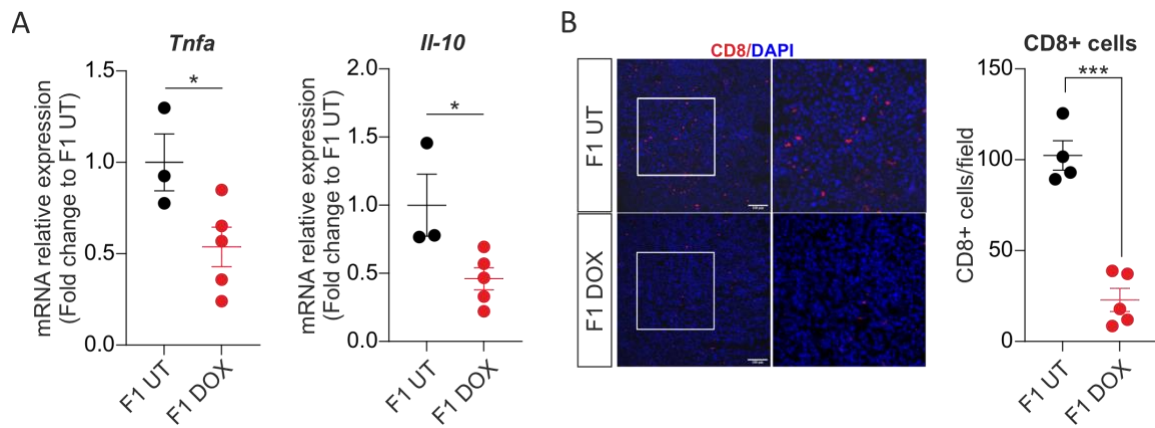 A
Tnfa
mRNA relative expression
(Fold change to F1 UT)
1.5
1.0
0.5
0.0
*
F1 UT
F1 DOX
Il-10
mRNA relative expression
(Fold change to F1 UT)
2.0
1.5
1.0
0.5
0.0
*
F1 UT
F1 DOX
B
CD8/DAPI
F1 UT
F1 DOX
CD8+ cells
CD8+ cells/field
150
100
50
0
***
F1 UT
F1 DOX